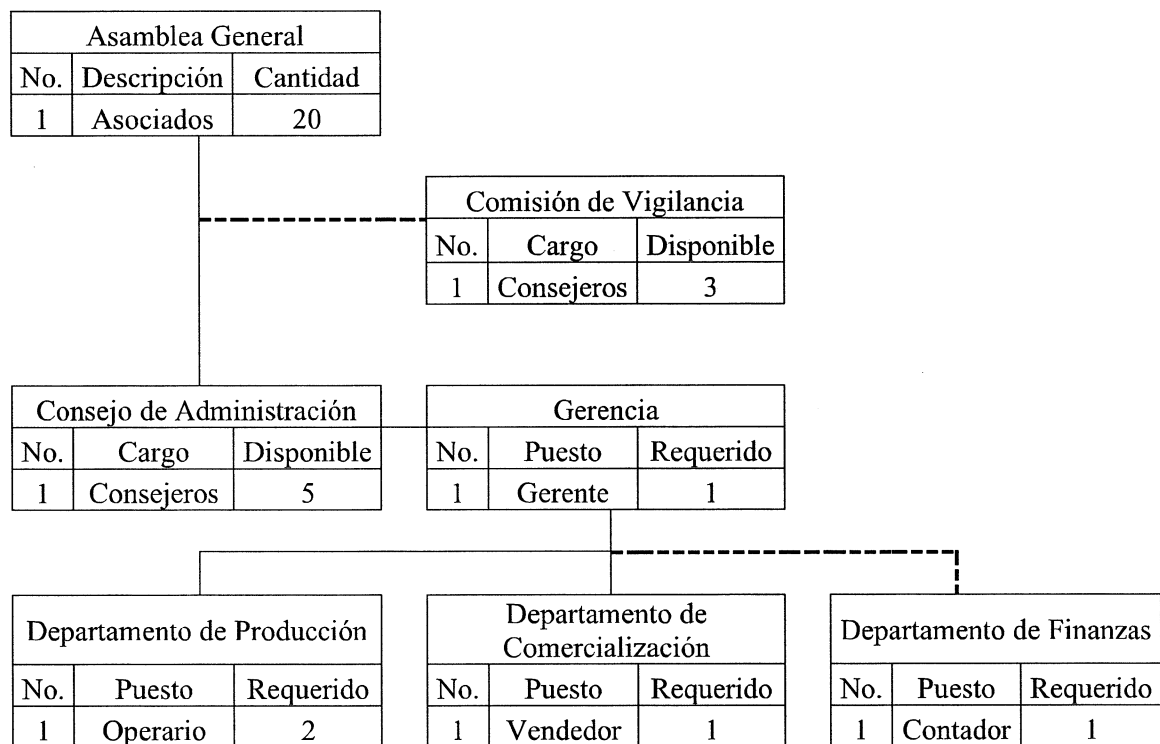 Asamblea General
No. Descripción Cantidad
1 Asociados 20
Comisión de Vigilancia
No. Cargo Disponible
1 Consejeros 3
Consejo de Administración
No. Cargo Disponible
1 Consejeros 5
Gerencia
No. Puesto Requerido
1 Gerente 1
Departamento de Producción
No. Puesto Requerido
1 Operario 2
Departamento de
Comercialización
No. Puesto Requerido
1 Vendedor 1
Departamento de Finanzas
No. Puesto Requerido
1 Contador 1